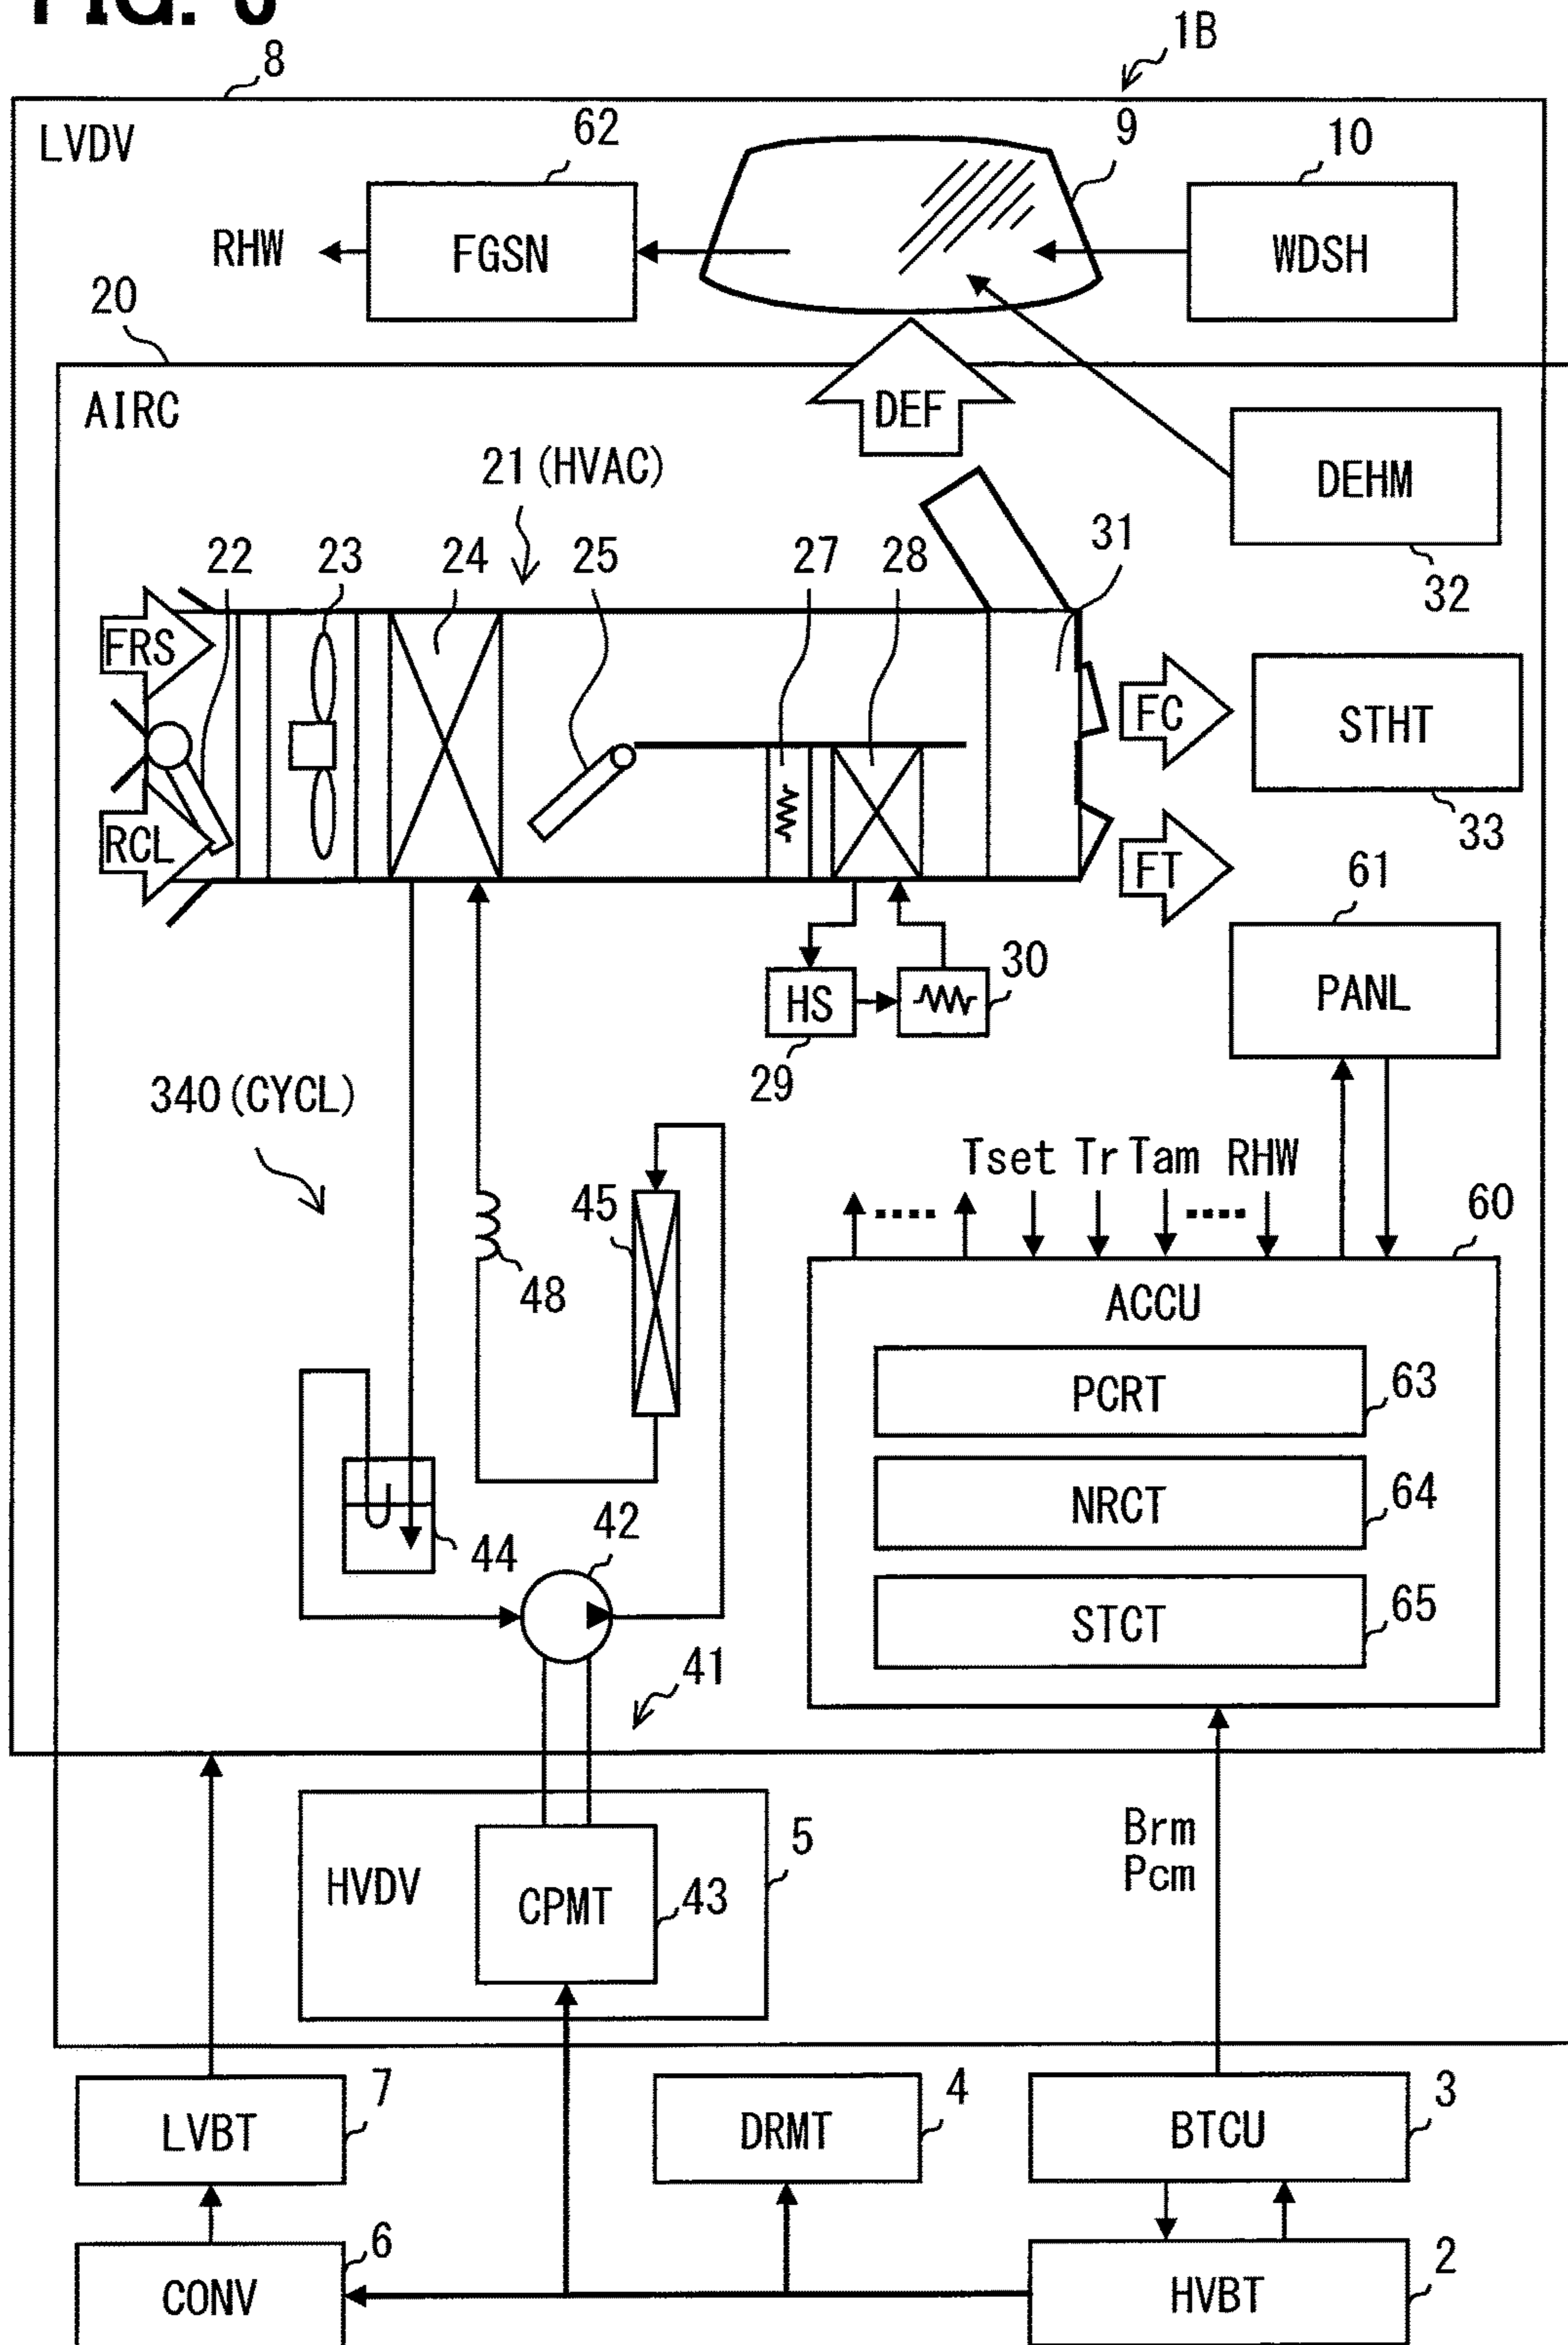 FIG. 6
1B
8
LVDV
62
9
10
RHW
FGSN
WDSH
20
AIRC
DEF
DEHM
32
21 (HVAC)
22
23
24
25
27
28
31
FRS
RCL
FC
FT
STHT
33
61
PANL
HS
30
29
340 (CYCL)
Tset Tr Tam RHW
60
45
48
ACCU
PCRT
63
NRCT
64
STCT
65
44
42
41
HVDV
CPMT
43
5
Brm
Pcm
LVBT
7
DRMT
4
BTCU
3
CONV
6
HVBT
2